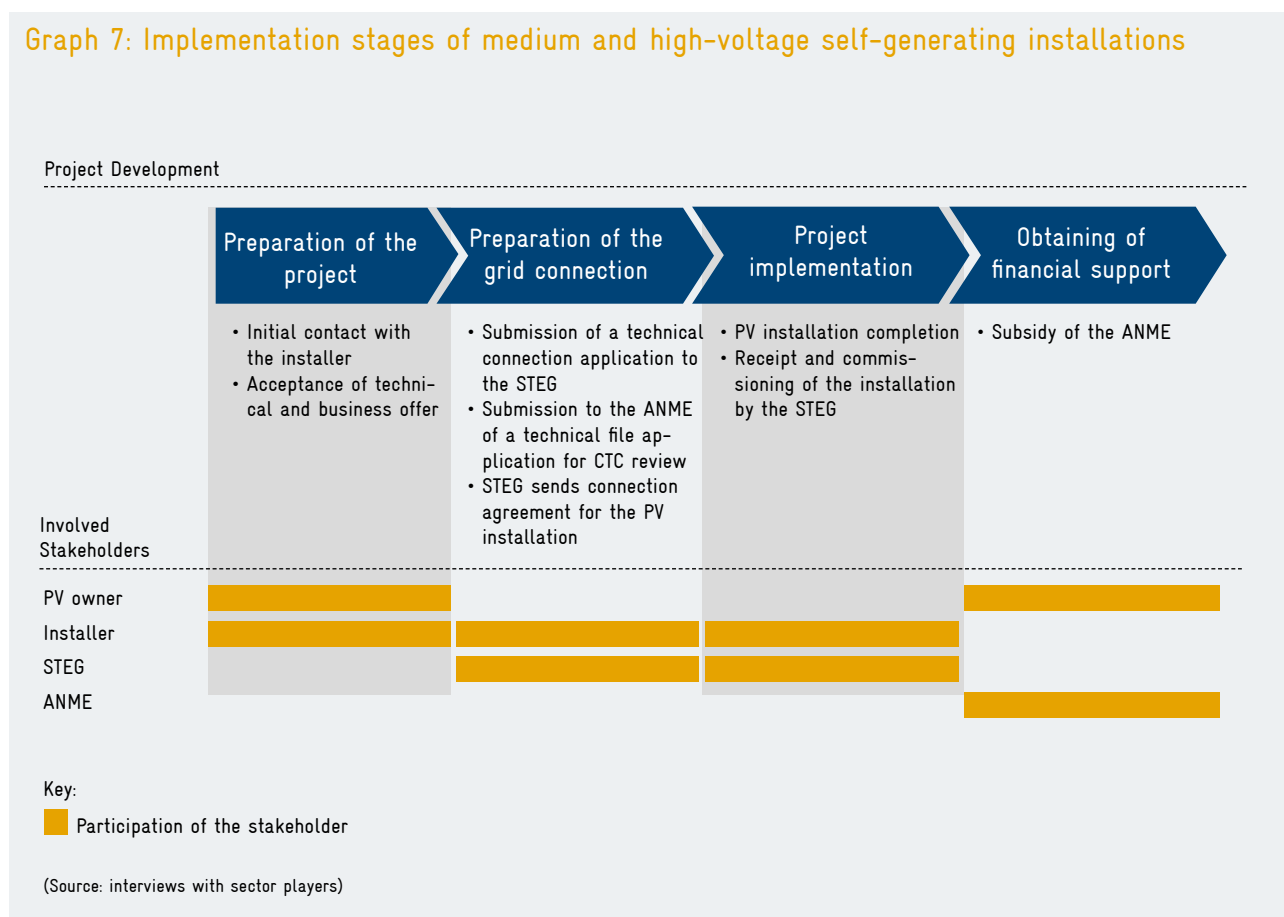 Graph 7: Implementation stages of medium and high-voltage self-generating installations
Project Development
Preparation of the
project
Preparation of the
grid connection
Project
implementation
Obtaining of
financial support
• Initial contact with
the installer
• Acceptance of techni-
cal and business offer
• Submission of a technical
connection application to
the STEG
• Submission to the ANME
of a technical file ap-
plication for CTC review
• STEG sends connection
agreement for the PV
installation
• PV installation completion
• Receipt and commis-
sioning of the installation
by the STEG
• Subsidy of the ANME
Involved
Stakeholders
PV owner
Installer
STEG
ANME
Key:
Participation of the stakeholder
(Source: interviews with sector players)